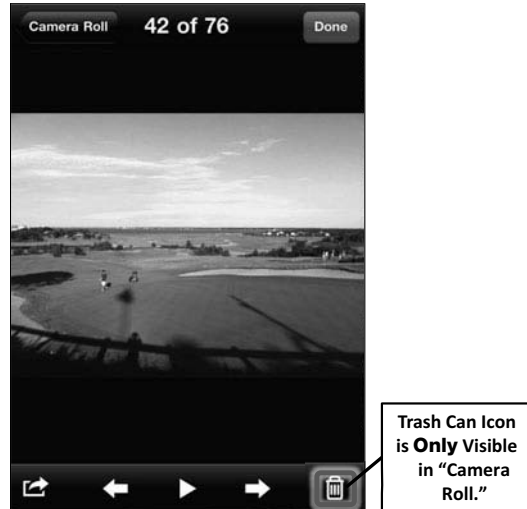 Camera Roll 42 of 76 Done
Trash Can Icon
is Only Visible
in “Camera
Roll.”